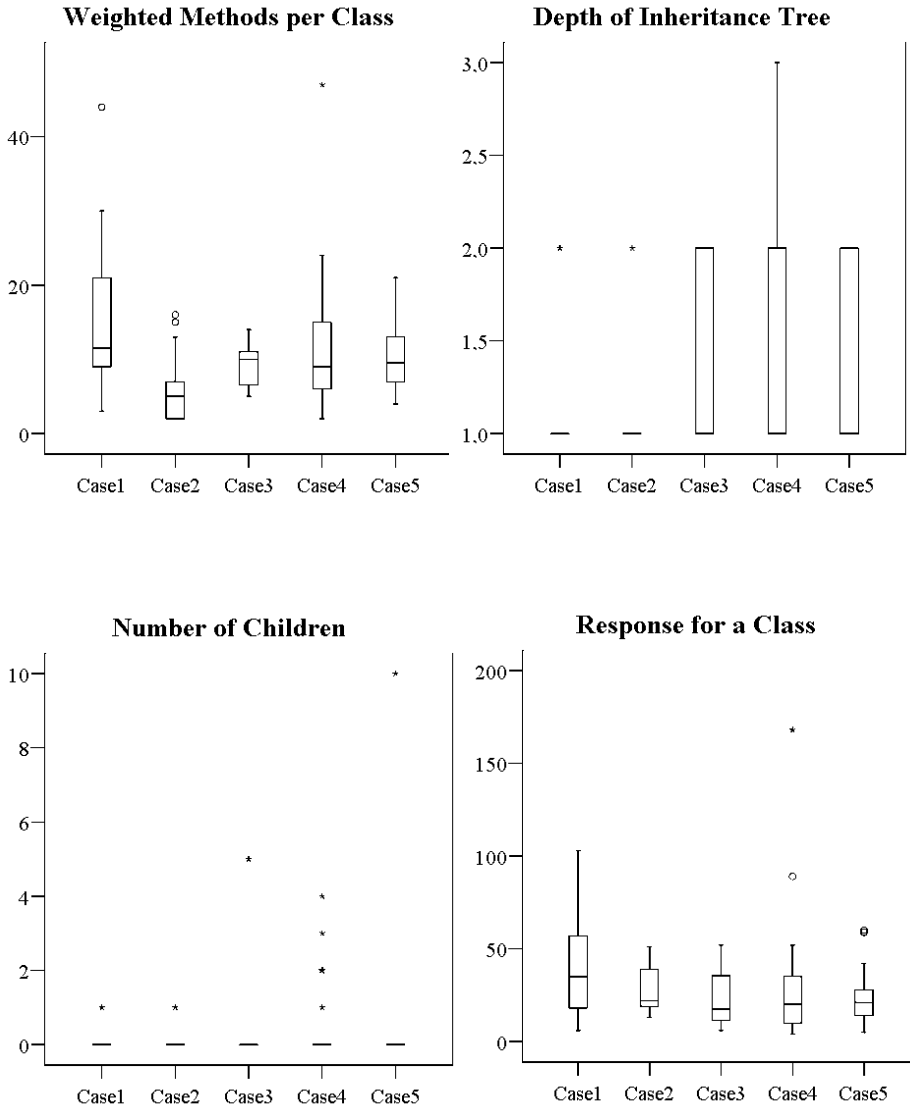 Weighted Methods per Class
40
20
0
Case1 Case2 Case3 Case4 Case5
Depth of Inheritance Tree
3.0
2.5
2.0
1.5
1.0
Case1 Case2 Case3 Case4 Case5
Number of Children
10
8
6
4
2
0
Case1 Case2 Case3 Case4 Case5
Response for a Class
200
150
100
50
0
Case1 Case2 Case3 Case4 Case5